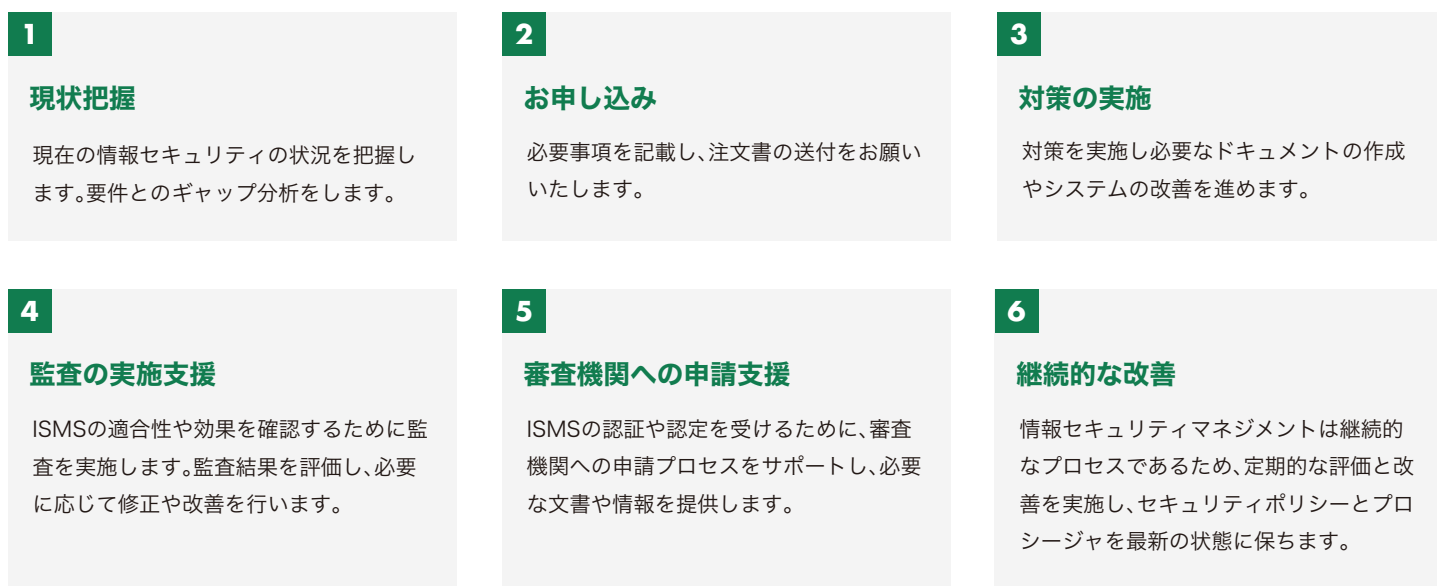 1
現状把握
現在の情報セキュリティの状況を把握し
ます。要件とのギャップ分析をします。
2
お申し込み
必要事項を記載し、注文書の送付をお願い
いたします。
3
対策の実施
対策を実施し必要なドキュメントの作成
やシステムの改善を進めます。
4
監査の実施支援
ISMSの適合性や効果を確認するために監
査を実施します。監査結果を評価し、必要
に応じて修正や改善を行います。
5
審査機関への申請支援
ISMSの認証や認定を受けるために、審査
機関への申請プロセスをサポートし、必要
な文書や情報を提供します。
6
継続的な改善
情報セキュリティマネジメントは継続的
なプロセスであるため、定期的な評価と改
善を実施し、セキュリティポリシーとプロ
シージャを最新の状態に保ちます。